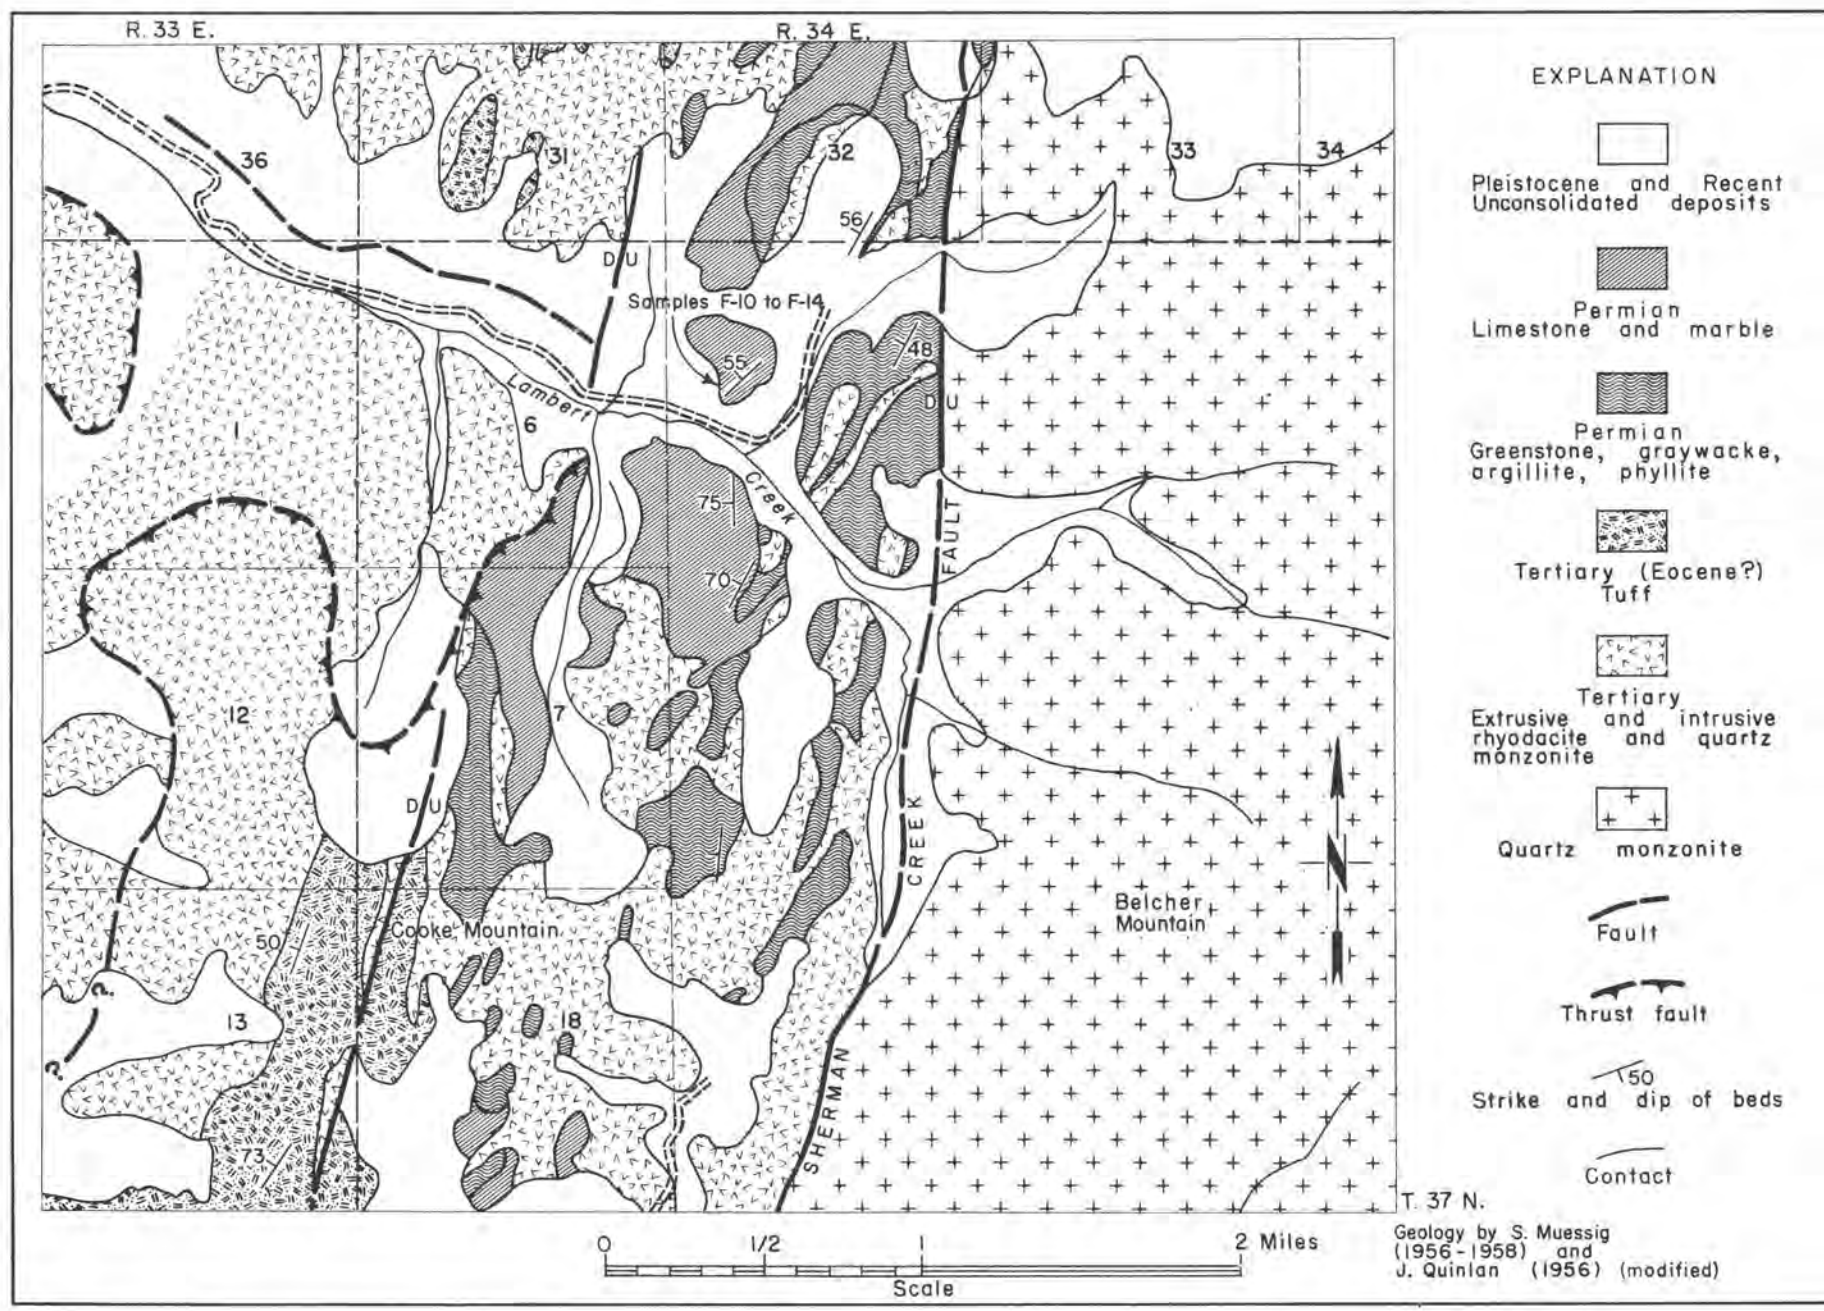 R. 33 E.
R. 34 E.
36
31
32
33
34
56
D U
Samples F-10 to F-14
55
48
D U
Lambert
Creek
1
6
75
70
FAULT
12
7
D U
CREEK
Belcher
Mountain
50
Cooke Mountain
13
18
?
?
73
SHERMAN
N
T. 37 N.
0 1/2 1 2 Miles
Scale
EXPLANATION
Pleistocene and Recent
Unconsolidated deposits
Permian
Limestone and marble
Permian
Greenstone, graywacke,
argillite, phyllite
Tertiary (Eocene?)
Tuff
Tertiary
Extrusive and intrusive
rhyodacite and quartz
monzonite
Quartz monzonite
Fault
Thrust fault
50
Strike and dip of beds
Contact
Geology by S. Muessig
(1956-1958) and
J. Quinlan (1956) (modified)